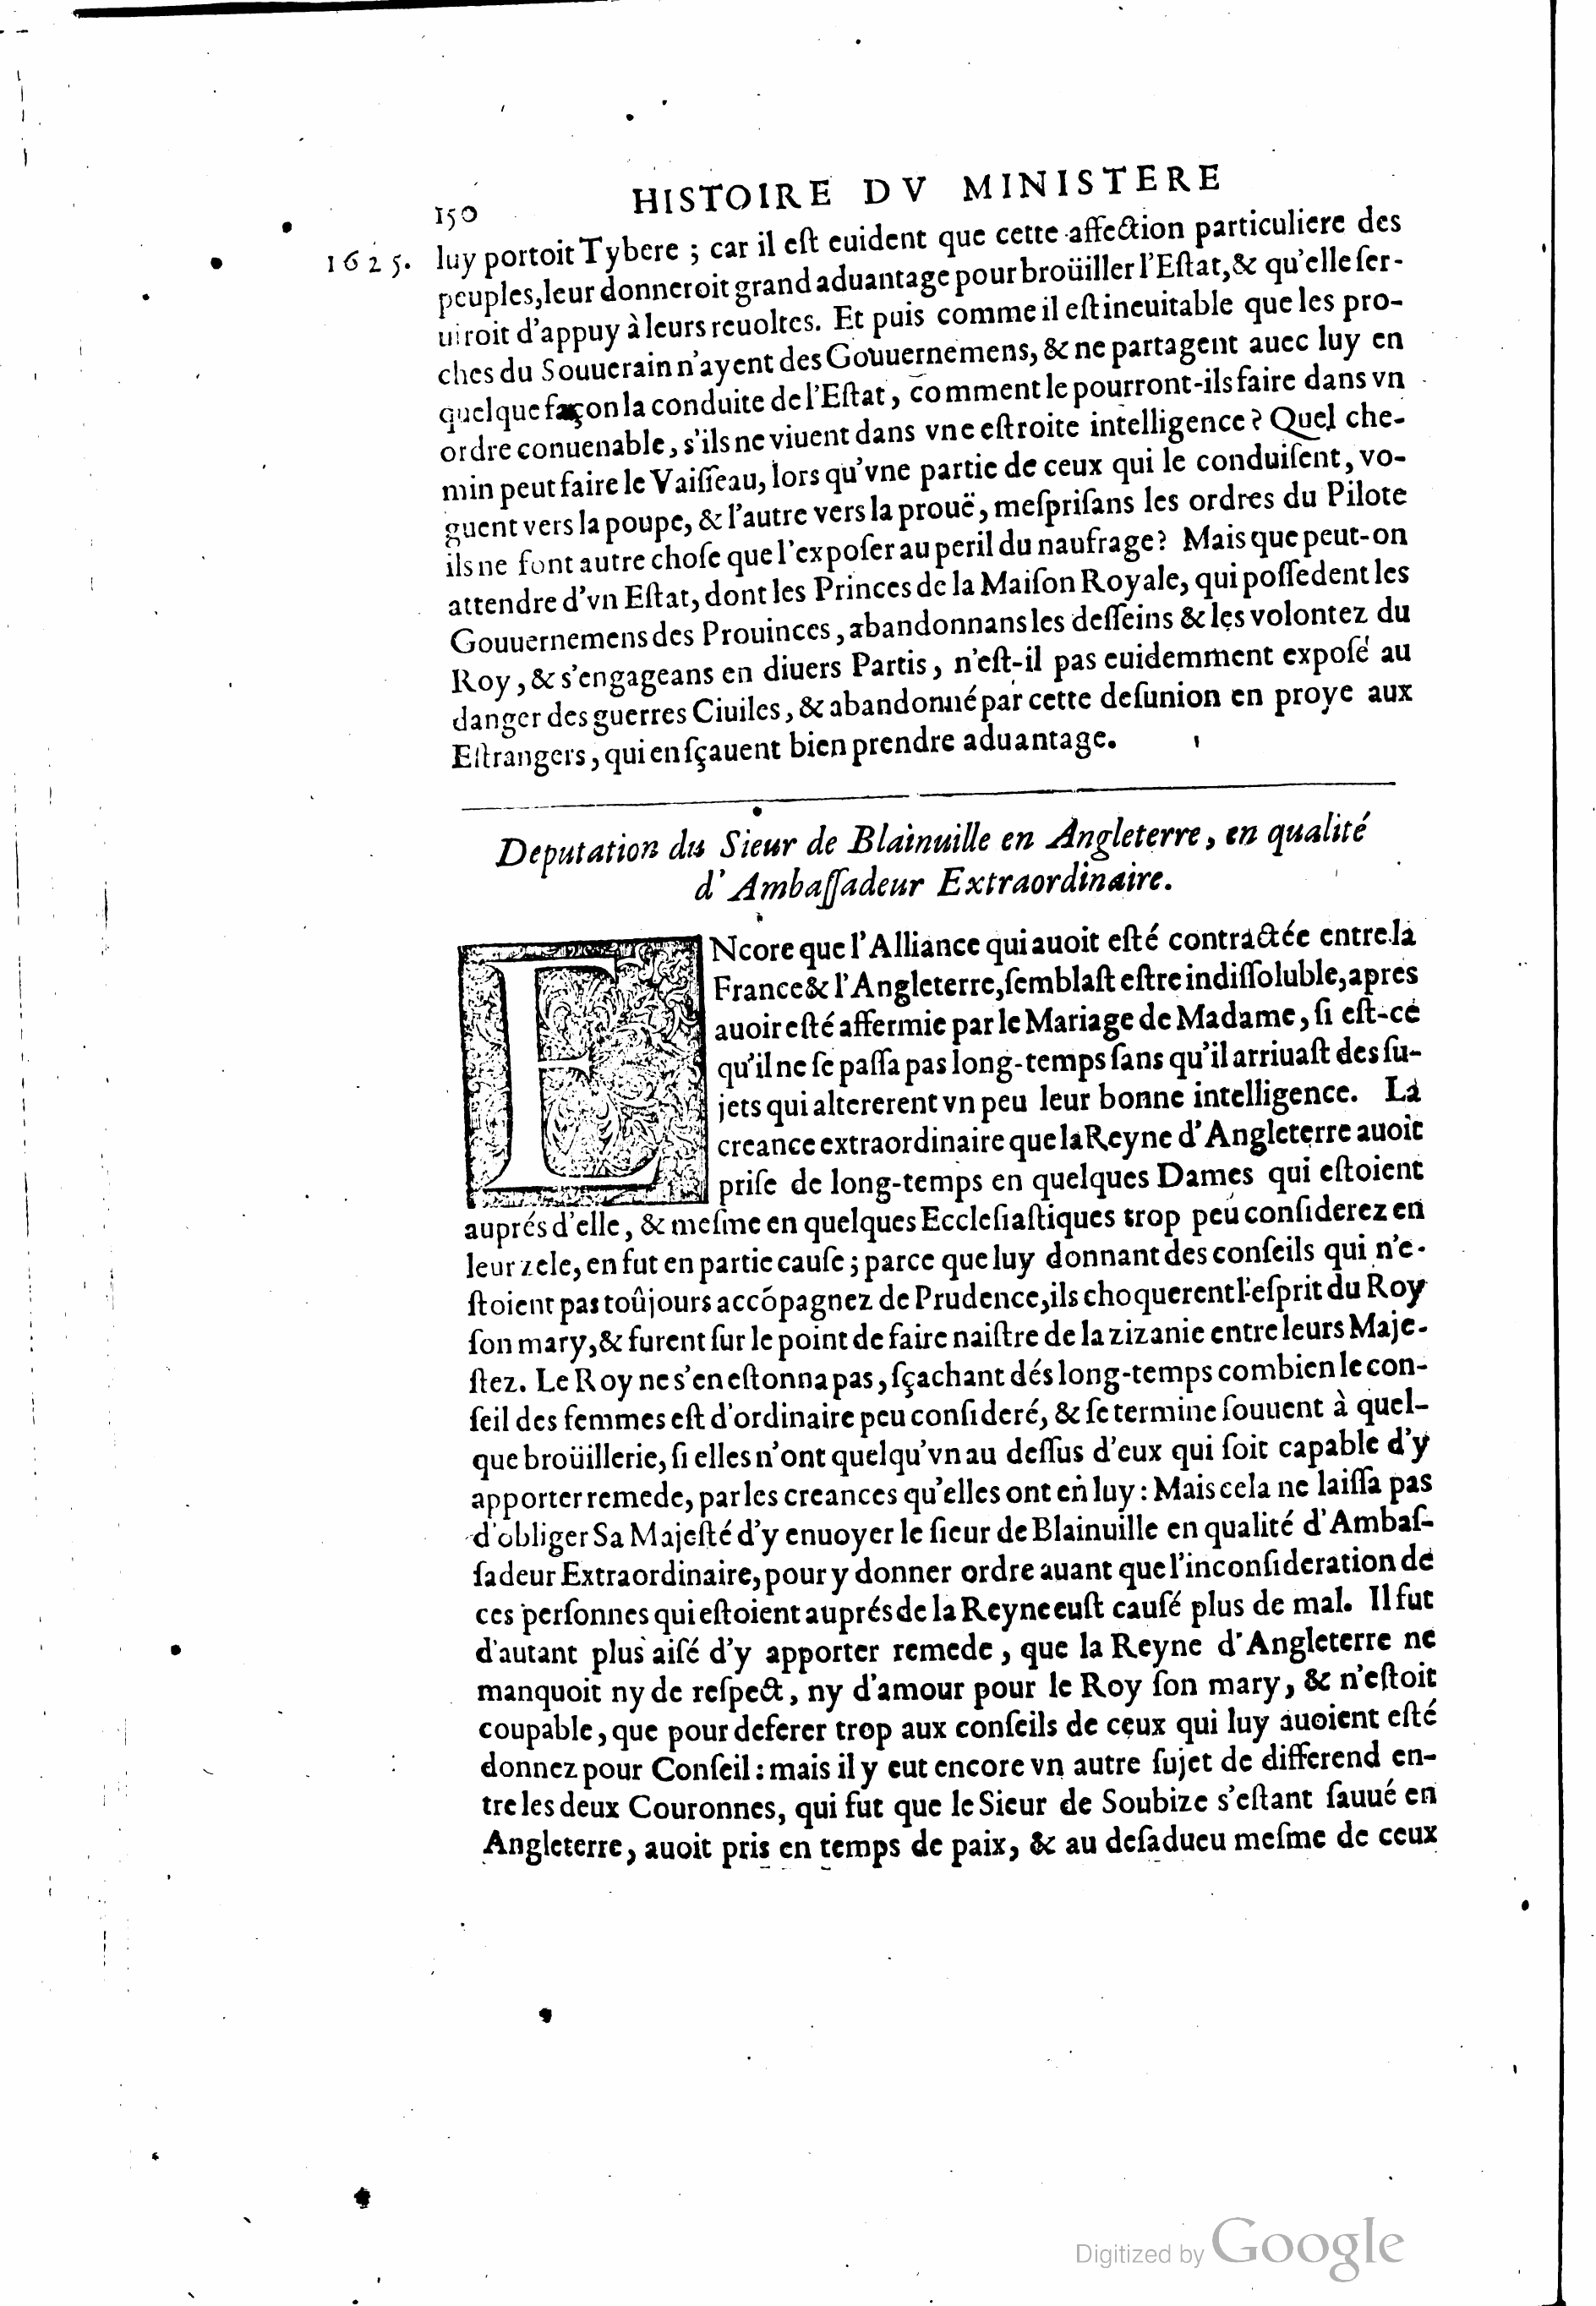 150 HISTOIRE DV MINISTERE
1625. luy portoit Tybere ; car il eſt euident que cette affection particuliere des
peuples, leur donneroit grand aduantage pour broüiller l'Eſtat, & qu'elle ſer-
uiroit d'appuy à leurs reuoltes. Et puis comme il eſt ineuitable que les pro-
ches du Souuerain n'ayent des Gouuernemens, & ne partagent auec luy en
quelque façon la conduite de l'Eſtat, comment le pourront-ils faire dans vn
ordre conuenable, s'ils ne viuent dans vne eſtroite intelligence ? Quel che-
min peut faire le Vaiſſeau, lors qu'vne partie de ceux qui le conduiſent, vo-
guent vers la poupe, & l'autre vers la prouë, meſpriſans les ordres du Pilote
ils ne font autre choſe que l'expoſer au peril du naufrage ? Mais que peut-on
attendre d'vn Eſtat, dont les Princes de la Maiſon Royale, qui poſſedent les
Gouuernemens des Prouinces, abandonnans les deſſeins & les volontez du
Roy, & s'engageans en diuers Partis, n'eſt-il pas euidemment expoſé au
danger des guerres Ciuiles, & abandonné par cette deſunion en proye aux
Eſtrangers, qui en ſçauent bien prendre aduantage.
Deputation du Sieur de Blainuille en Angleterre, en qualité
d'Ambaſſadeur Extraordinaire.
ENcore que l'Alliance qui auoit eſté contractée entre la
France & l'Angleterre, ſemblaſt eſtre indiſſoluble, apres
auoir eſté affermie par le Mariage de Madame, ſi eſt-ce
qu'il ne ſe paſſa pas long-temps ſans qu'il arriuaſt des ſu-
jets qui altererent vn peu leur bonne intelligence. La
creance extraordinaire que la Reyne d'Angleterre auoit
priſe de long-temps en quelques Dames qui eſtoient
auprés d'elle, & meſme en quelques Eccleſiaſtiques trop peu conſiderez en
leur zele, en fut en partie cauſe ; parce que luy donnant des conſeils qui n'e-
ſtoient pas toûjours accõpagnez de Prudence, ils choquerent l'eſprit du Roy
ſon mary, & furent ſur le point de faire naiſtre de la zizanie entre leurs Maje-
ſtez. Le Roy ne s'en eſtonna pas, ſçachant dés long-temps combien le con-
ſeil des femmes eſt d'ordinaire peu conſideré, & ſe termine ſouuent à quel-
que broüillerie, ſi elles n'ont quelqu'vn au deſſus d'eux qui ſoit capable d'y
apporter remede, par les creances qu'elles ont en luy : Mais cela ne laiſſa pas
d'obliger Sa Majeſté d'y enuoyer le ſieur de Blainuille en qualité d'Ambaſ-
ſadeur Extraordinaire, pour y donner ordre auant que l'inconſideration de
ces perſonnes qui eſtoient auprés de la Reyne euſt cauſé plus de mal. Il fut
d'autant plus aiſé d'y apporter remede, que la Reyne d'Angleterre ne
manquoit ny de reſpect, ny d'amour pour le Roy ſon mary, & n'eſtoit
coupable, que pour deferer trop aux conſeils de ceux qui luy auoient eſté
donnez pour Conſeil : mais il y eut encore vn autre ſujet de differend en-
tre les deux Couronnes, qui fut que le Sieur de Soubize s'eſtant ſauué en
Angleterre, auoit pris en temps de paix, & au deſadueu meſme de ceux
Digitized by Google